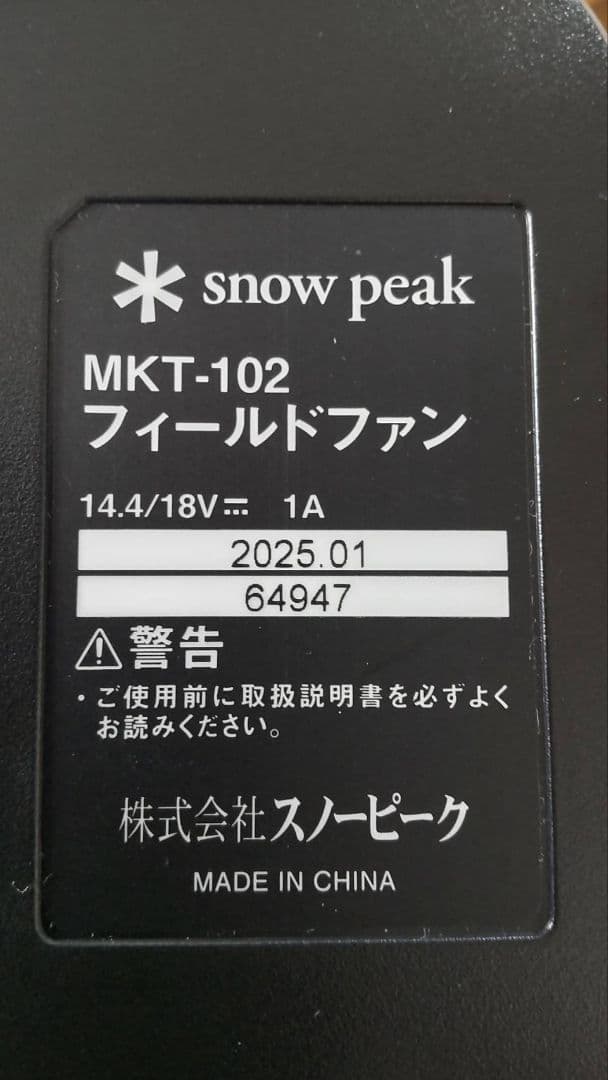 snow peak
MKT-102
フィールドファン
14.4/18V⎓ 1A
2025.01
64947
⚠警告
・ご使用前に取扱説明書を必ずよく
お読みください。
株式会社スノーピーク
MADE IN CHINA